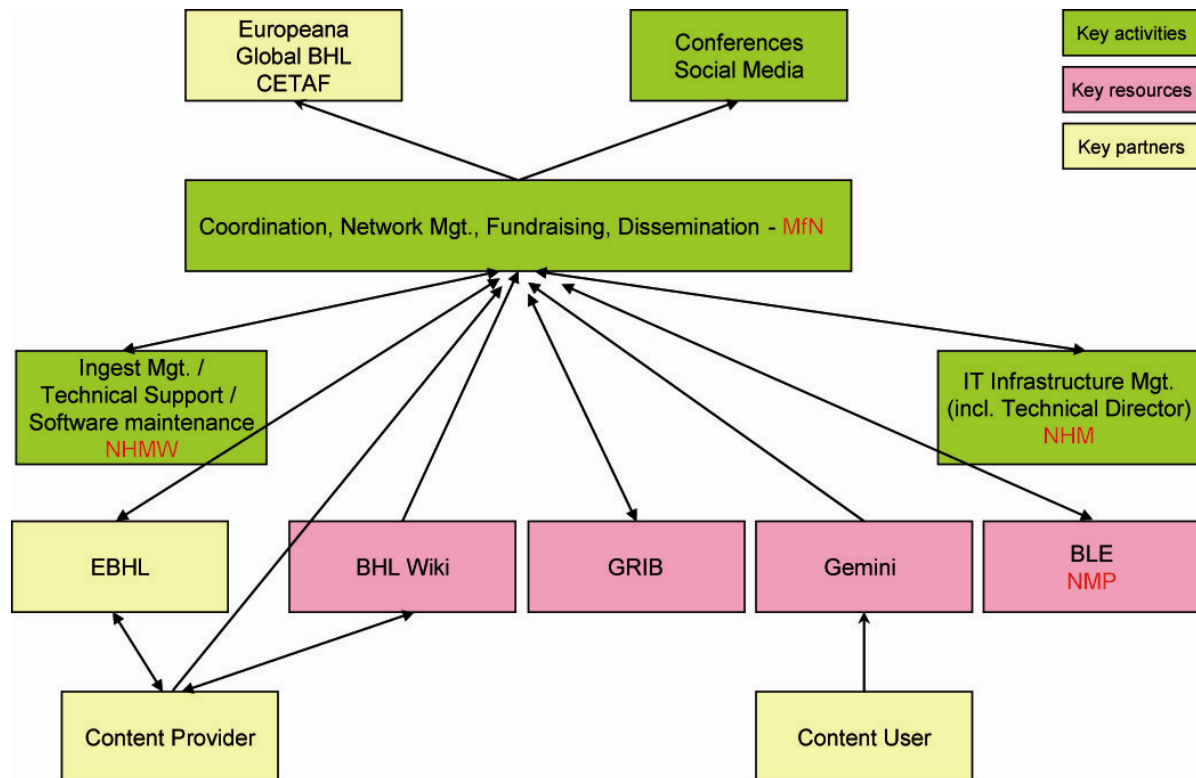 Europeana
Global BHL
CETAF
Conferences
Social Media
Key activities
Key resources
Key partners
Coordination, Network Mgt., Fundraising, Dissemination - MfN
Ingest Mgt. /
Technical Support /
Software maintenance
NHMW
IT Infrastructure Mgt.
(incl. Technical Director)
NHM
EBHL
BHL Wiki
GRIB
Gemini
BLE
NMP
Content Provider
Content User